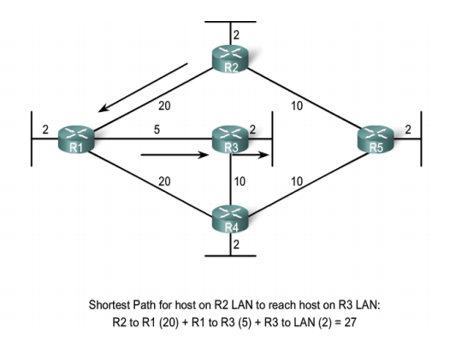 2
R2
20
10
2
R1
5
R3
2
R5
2
20
10
10
R4
2
Shortest Path for host on R2 LAN to reach host on R3 LAN:
R2 to R1 (20) + R1 to R3 (5) + R3 to LAN (2) = 27